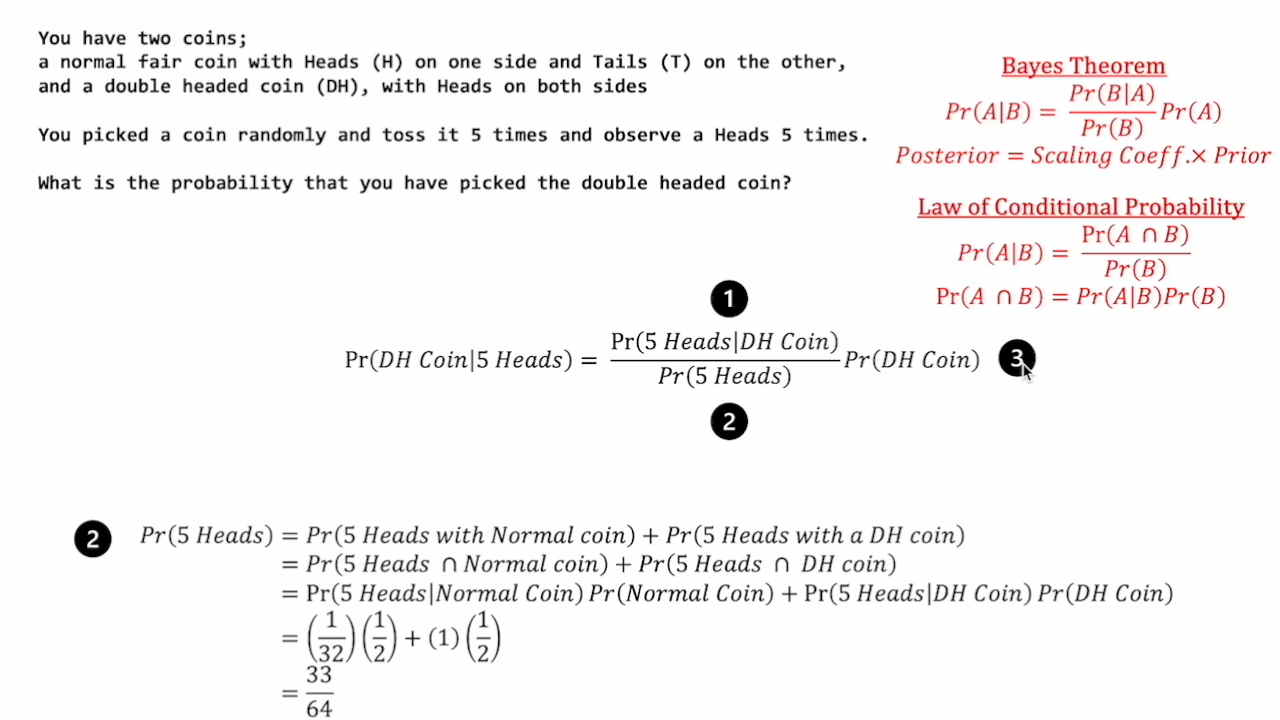 You have two coins;
a normal fair coin with Heads (H) on one side and Tails (T) on the other,
and a double headed coin (DH), with Heads on both sides
You picked a coin randomly and toss it 5 times and observe a Heads 5 times.
What is the probability that you have picked the double headed coin?
Bayes Theorem
Pr(A|B) = Pr(B|A) / Pr(B) Pr(A)
Posterior = Scaling Coeff.× Prior
Law of Conditional Probability
Pr(A|B) = Pr(A ∩ B) / Pr(B)
Pr(A ∩ B) = Pr(A|B)Pr(B)
1
Pr(DH Coin|5 Heads) = Pr(5 Heads|DH Coin) / Pr(5 Heads) Pr(DH Coin) 3
2
2 Pr(5 Heads) = Pr(5 Heads with Normal coin) + Pr(5 Heads with a DH coin)
= Pr(5 Heads ∩ Normal coin) + Pr(5 Heads ∩ DH coin)
= Pr(5 Heads|Normal Coin) Pr(Normal Coin) + Pr(5 Heads|DH Coin) Pr(DH Coin)
= (1/32)(1/2) + (1)(1/2)
= 33/64